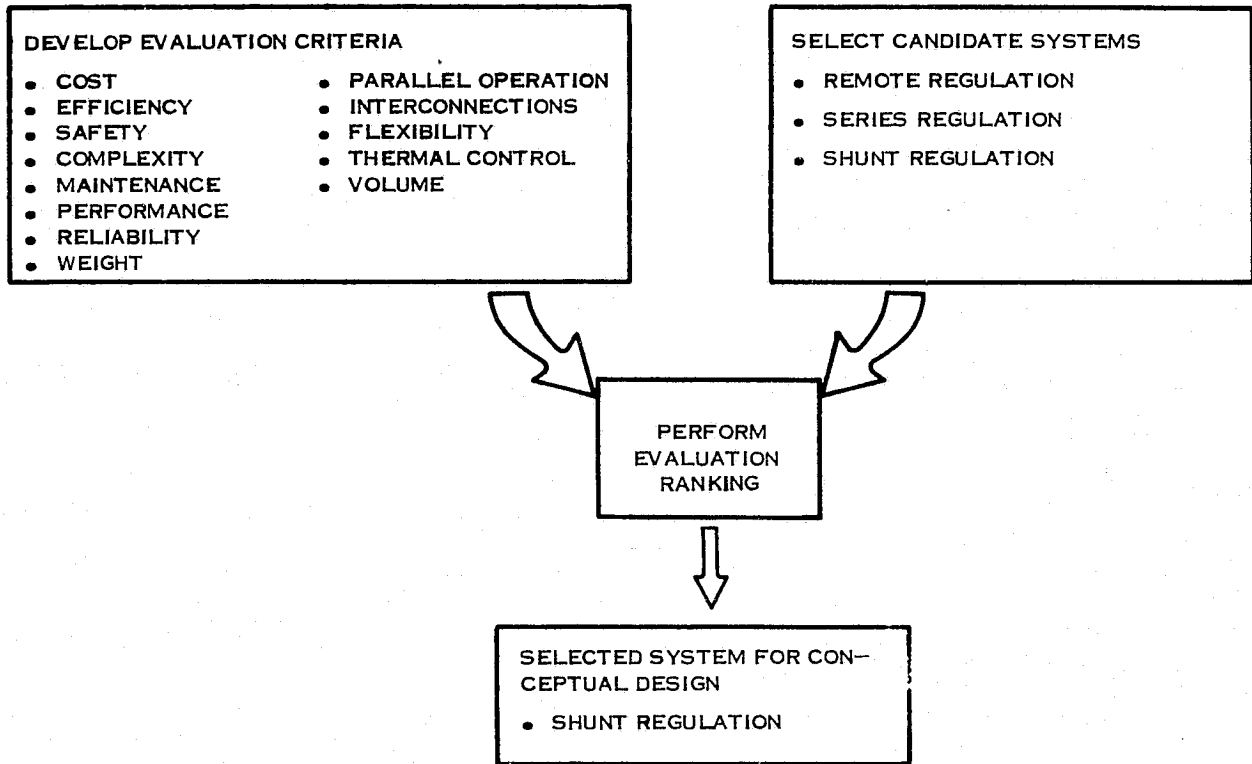 DEVELOP EVALUATION CRITERIA
• COST
• EFFICIENCY
• SAFETY
• COMPLEXITY
• MAINTENANCE
• PERFORMANCE
• RELIABILITY
• WEIGHT
• PARALLEL OPERATION
• INTERCONNECTIONS
• FLEXIBILITY
• THERMAL CONTROL
• VOLUME
SELECT CANDIDATE SYSTEMS
• REMOTE REGULATION
• SERIES REGULATION
• SHUNT REGULATION
PERFORM
EVALUATION
RANKING
SELECTED SYSTEM FOR CON-
CEPTUAL DESIGN
• SHUNT REGULATION